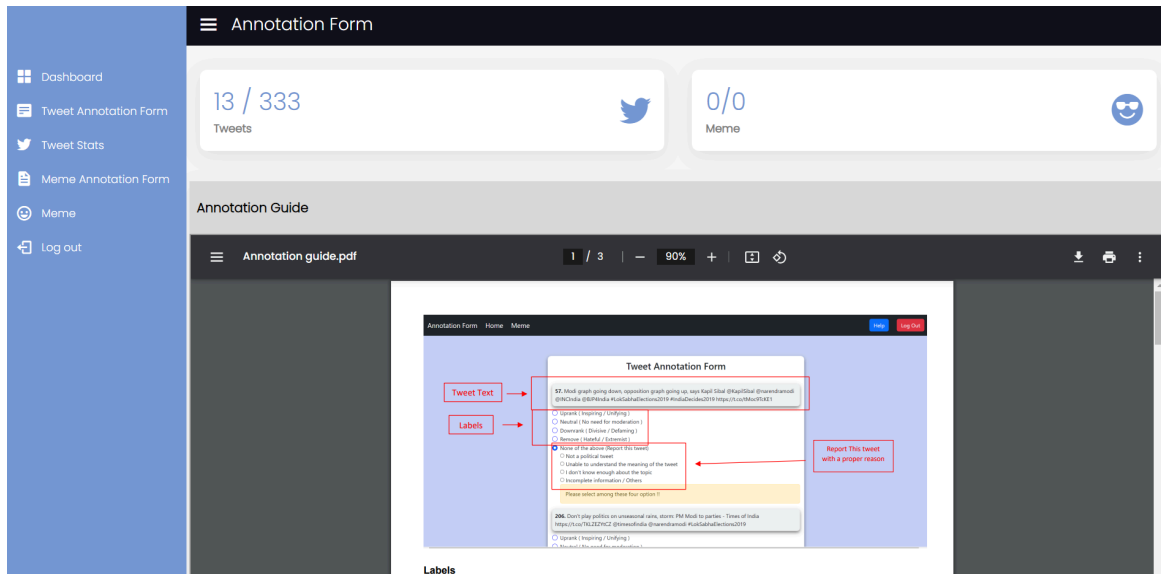 Annotation Form
Dashboard
Tweet Annotation Form
Tweet Stats
Meme Annotation Form
Meme
Log out
13 / 333
Tweets
0/0
Meme
Annotation Guide
Annotation guide.pdf
1 / 3
90%
Annotation Form Home Meme
Help
Log Out
Tweet Annotation Form
Tweet Text
57. Modi graph going down, opposition graph going up, says Kapil Sibal @KapilSibal @narendramodi
@INCIndia @BJP4India #LokSabhaElections2019 #IndiaDecides2019
Labels
Uprank ( Inspiring / Unifying )
Neutral ( No need for moderation )
Downrank ( Divisive / Defaming )
Remove ( Hateful / Extremist )
None of the above (Report this tweet)
Not a political tweet
Unable to understand the meaning of the tweet
I don't know enough about the topic
Incomplete information / Others
Please select among these four option !!
Report This tweet
with a proper reason
206. Don't play politics on unseasonal rains, storm: PM Modi to parties - Times of India
@timesofindia @narendramodi #LokSabhaElections2019
Uprank ( Inspiring / Unifying )
Neutral ( No need for moderation )
Labels